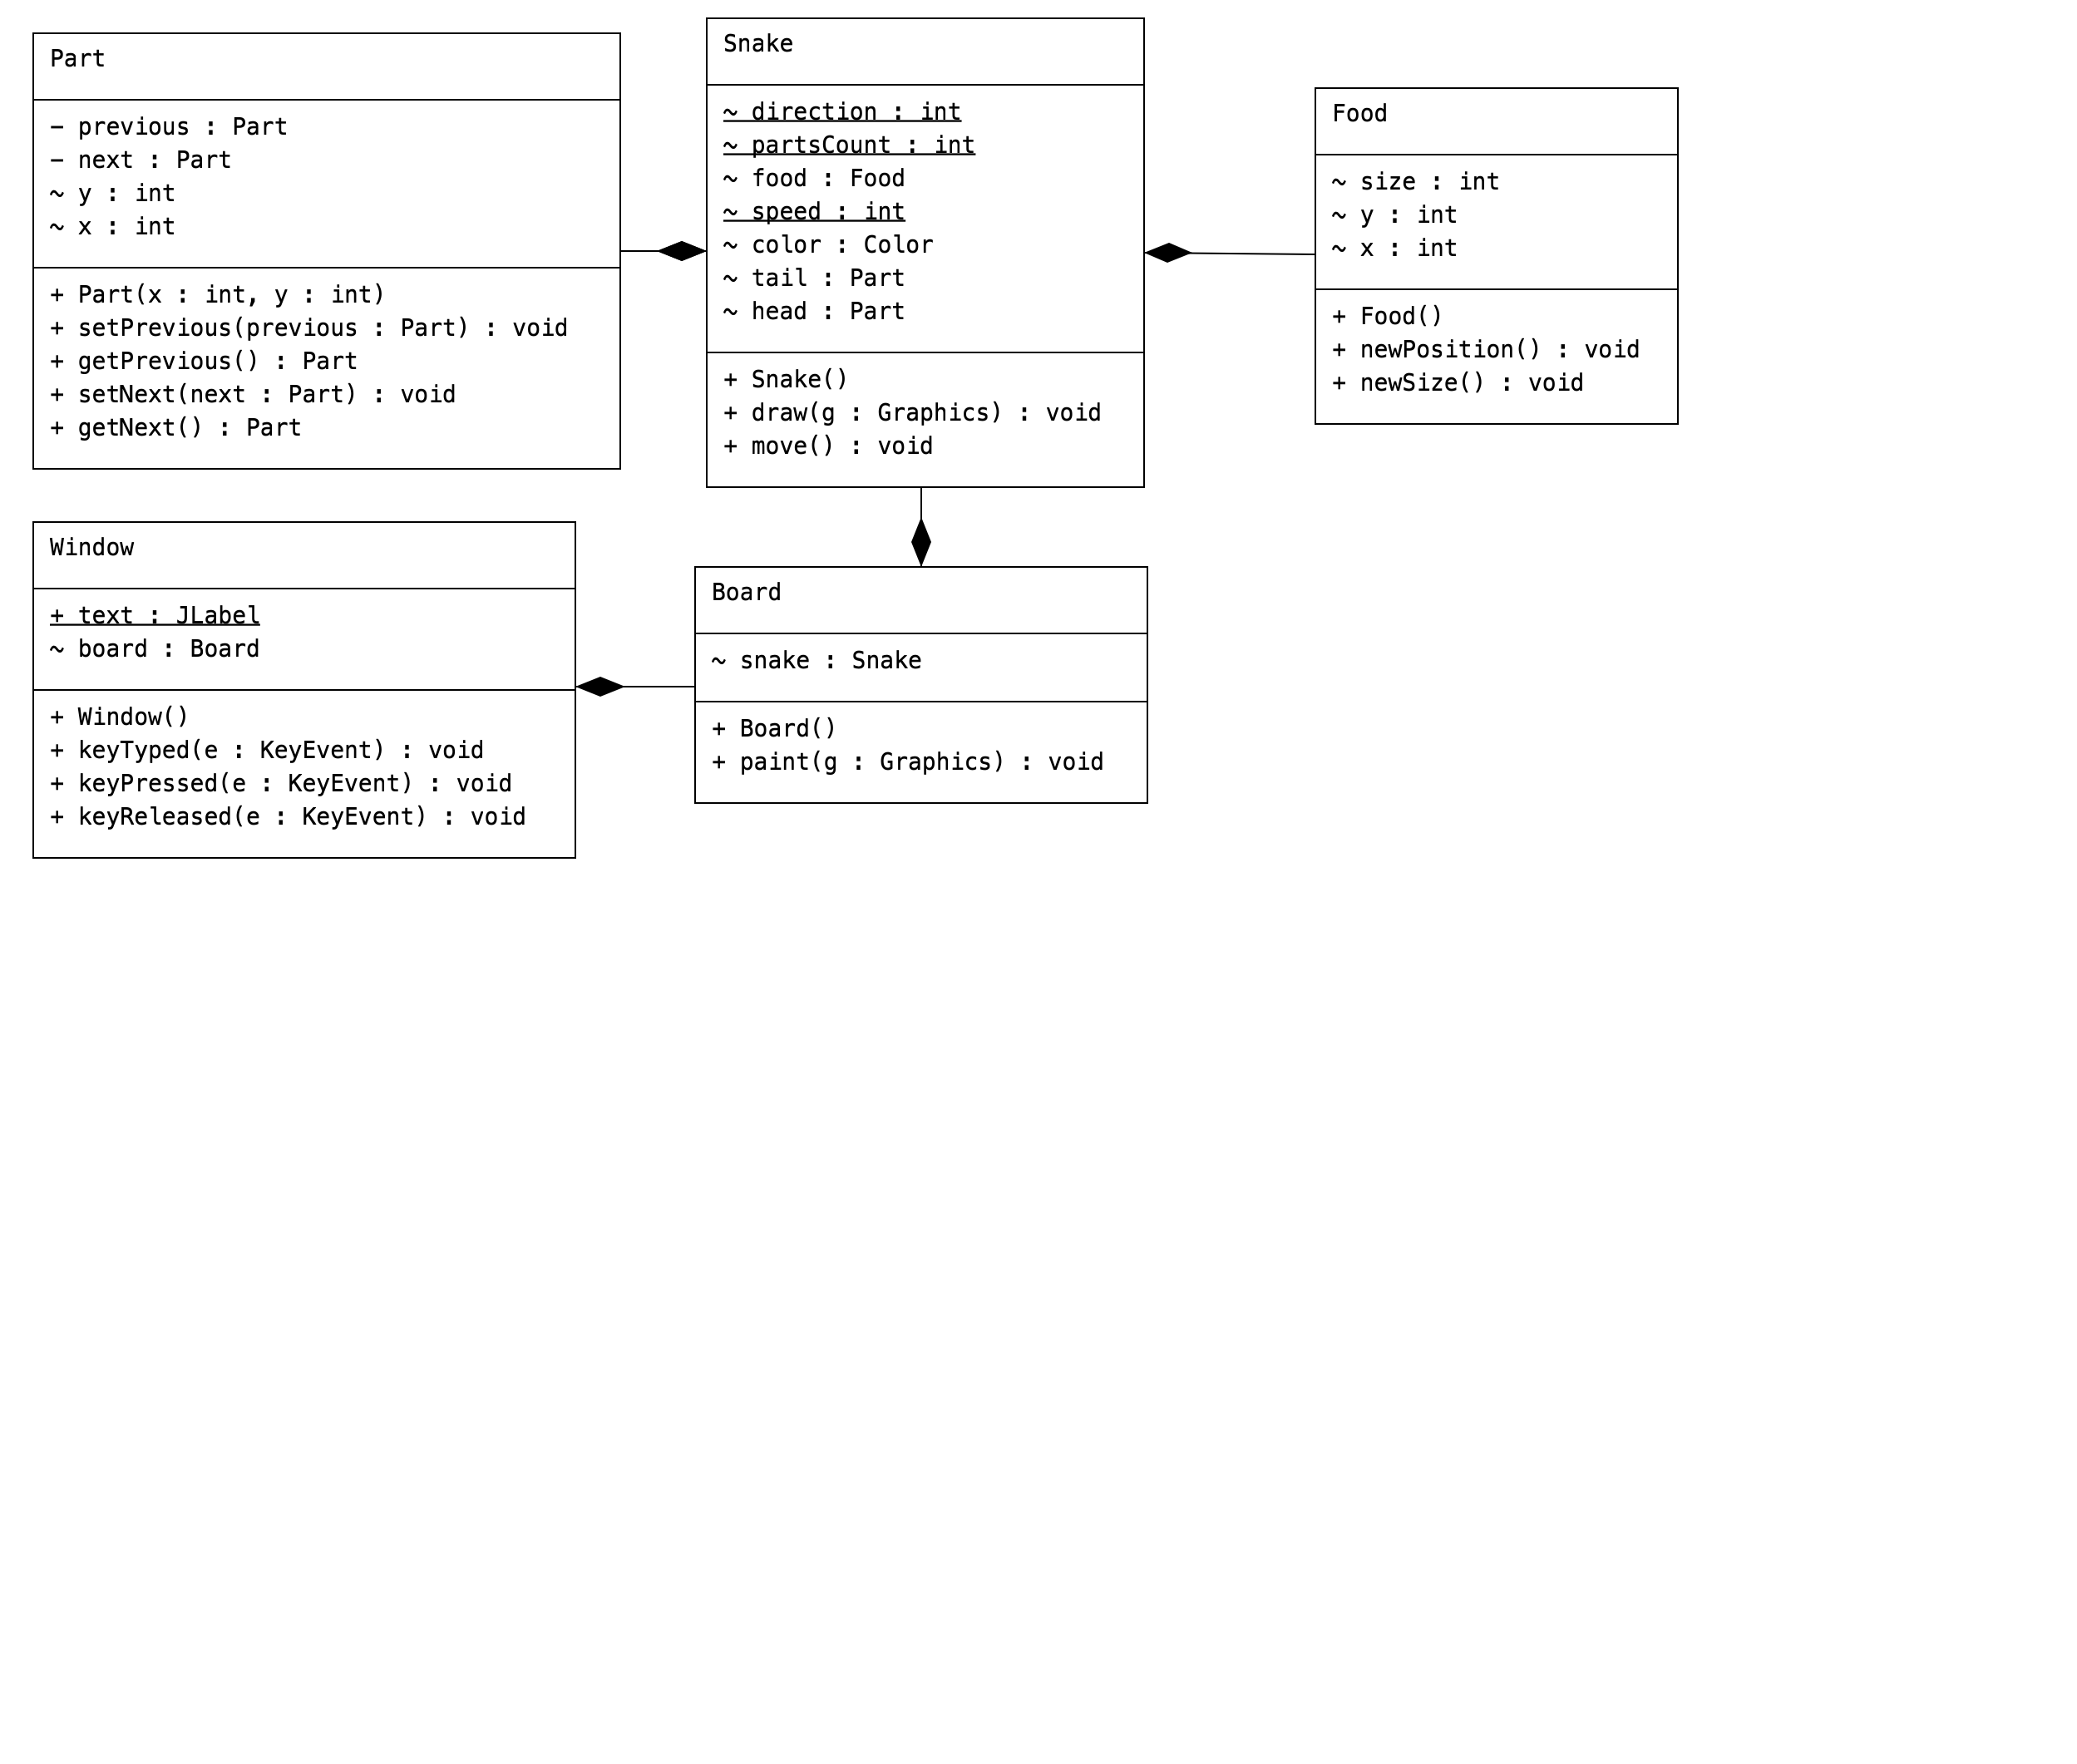 Part
− previous : Part
− next : Part
~ y : int
~ x : int
+ Part(x : int, y : int)
+ setPrevious(previous : Part) : void
+ getPrevious() : Part
+ setNext(next : Part) : void
+ getNext() : Part
Snake
~ direction : int
~ partsCount : int
~ food : Food
~ speed : int
~ color : Color
~ tail : Part
~ head : Part
+ Snake()
+ draw(g : Graphics) : void
+ move() : void
Food
~ size : int
~ y : int
~ x : int
+ Food()
+ newPosition() : void
+ newSize() : void
Window
+ text : JLabel
~ board : Board
+ Window()
+ keyTyped(e : KeyEvent) : void
+ keyPressed(e : KeyEvent) : void
+ keyReleased(e : KeyEvent) : void
Board
~ snake : Snake
+ Board()
+ paint(g : Graphics) : void